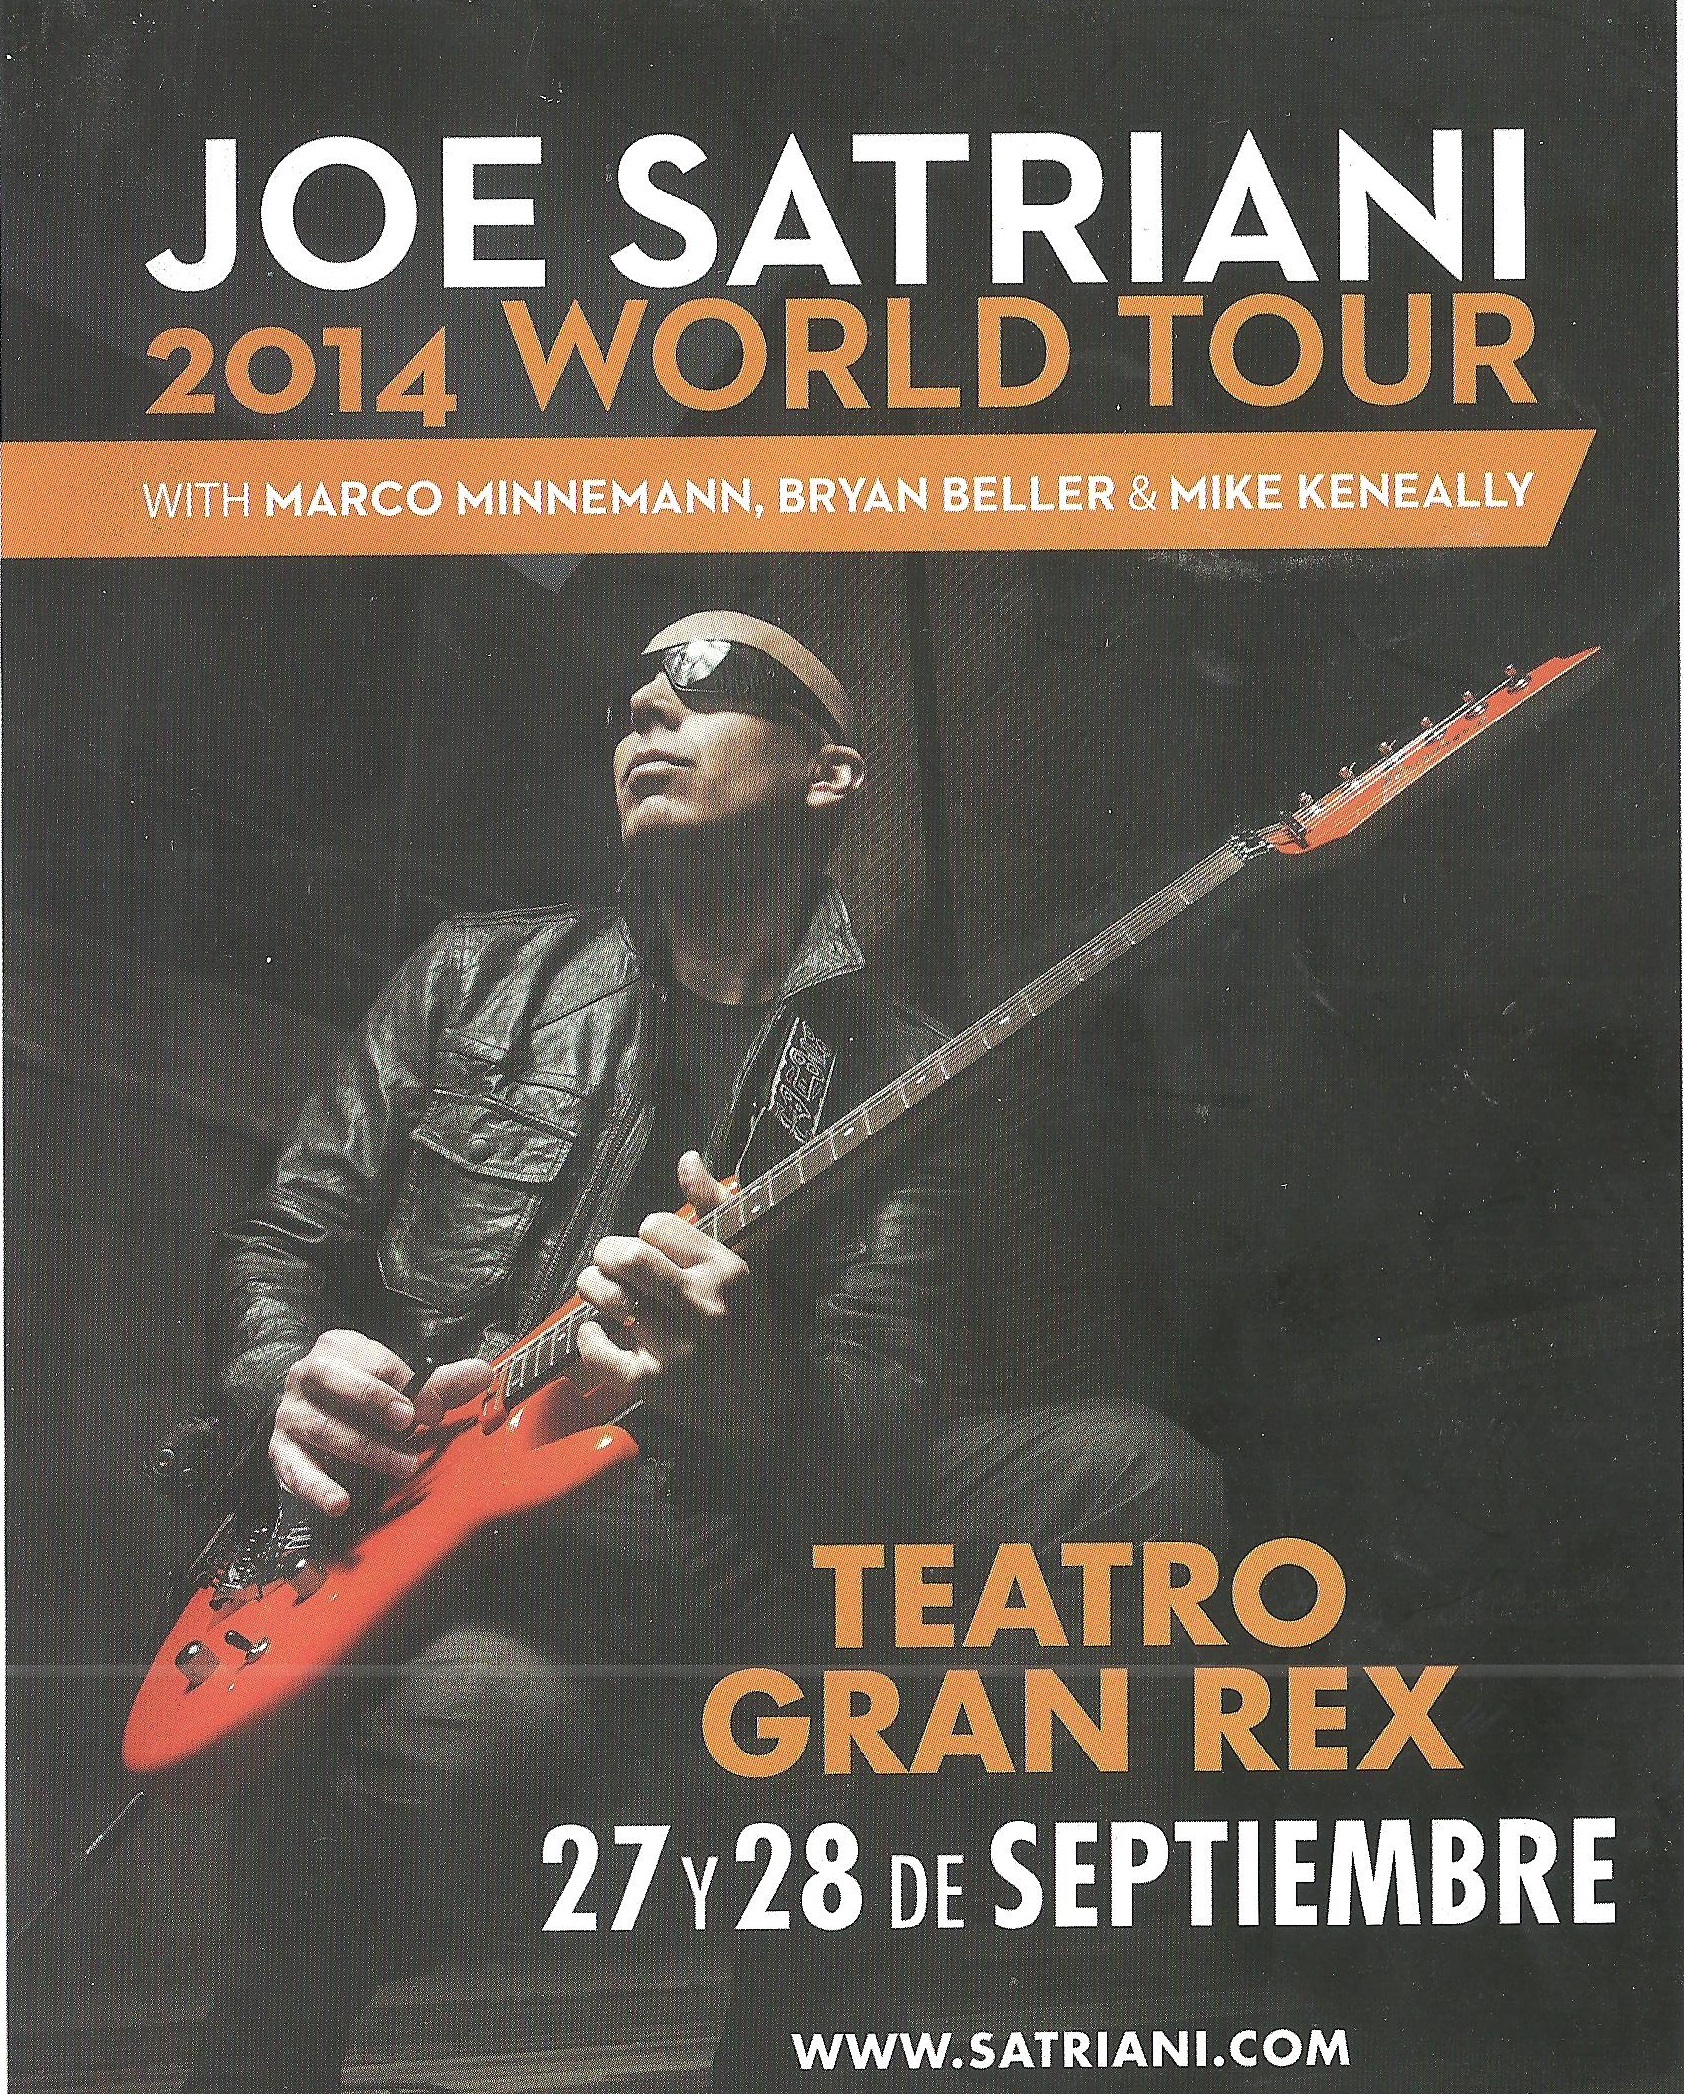 JOE SATRIANI
2014 WORLD TOUR
WITH MARCO MINNEMANN, BRYAN BELLER & MIKE KENEALLY
TEATRO
GRAN REX
27 Y 28 DE SEPTIEMBRE
WWW.SATRIANI.COM